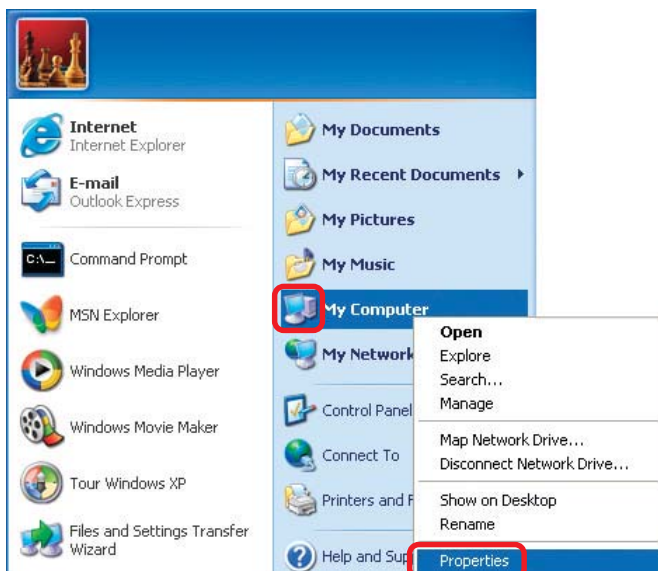 Internet
Internet Explorer
E-mail
Outlook Express
C:\_
Command Prompt
MSN Explorer
Windows Media Player
Windows Movie Maker
Tour Windows XP
Files and Settings Transfer
Wizard
My Documents
My Recent Documents
My Pictures
My Music
My Computer
My Network
Control Panel
Connect To
Printers and F
Help and Sup
Open
Explore
Search...
Manage
Map Network Drive...
Disconnect Network Drive...
Show on Desktop
Rename
Properties